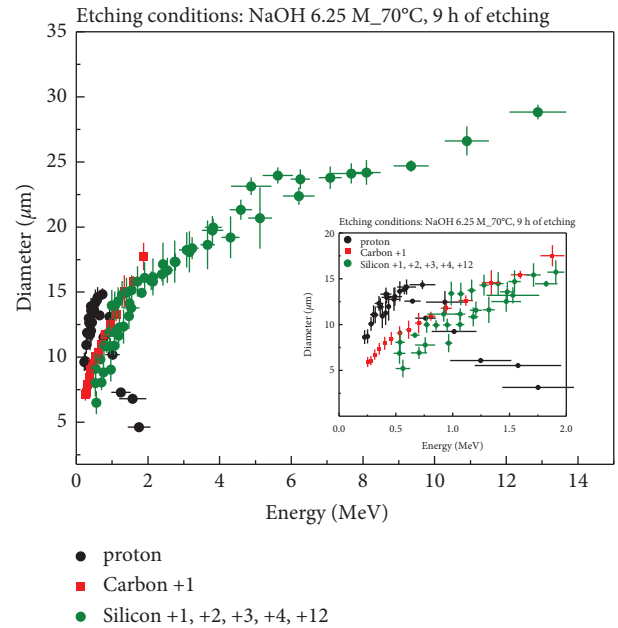 Etching conditions: NaOH 6.25 M_70°C, 9 h of etching
35
30
25
20
15
10
5
Diameter (μm)
0 2 4 6 8 10 12 14
Energy (MeV)
Etching conditions: NaOH 6.25 M_70°C, 9 h of etching
20
15
10
5
Diameter (μm)
proton
Carbon +1
Silicon +1, +2, +3, +4, +12
0.0 0.5 1.0 1.5 2.0
Energy (MeV)
proton
Carbon +1
Silicon +1, +2, +3, +4, +12